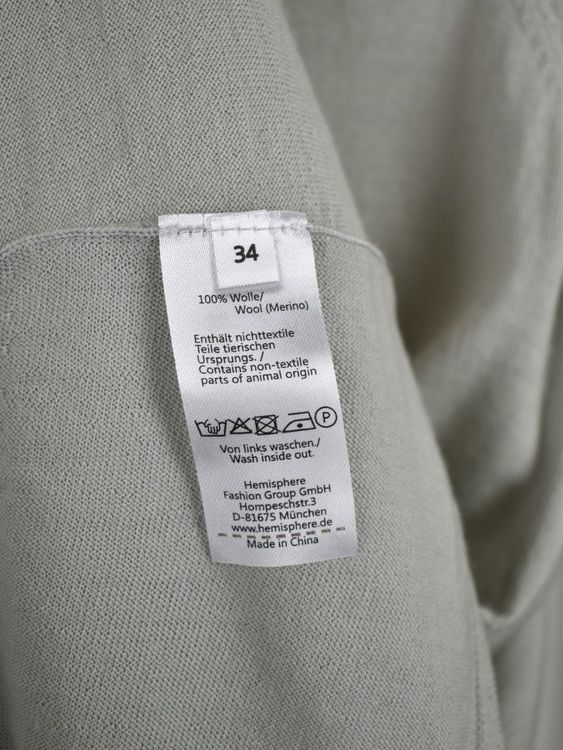 34
100% Wolle/
Wool (Merino)
Enthält nichttextile
Teile tierischen
Ursprungs. /
Contains non-textile
parts of animal origin
P
Von links waschen./
Wash inside out.
Hemisphere
Fashion Group GmbH
Hompeschstr.3
D-81675 München
www.hemisphere.de
Made in China